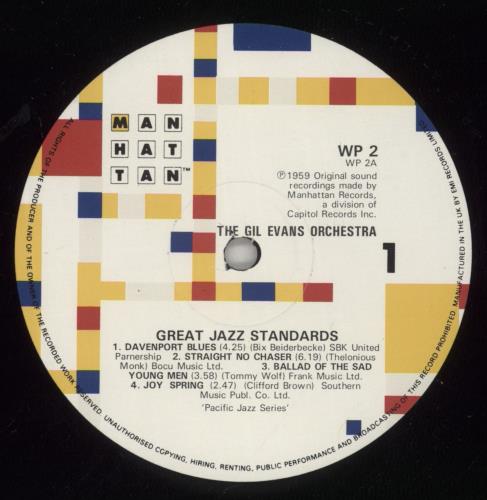 MAN
HAT
TAN™
WP 2
WP 2A
℗ 1959 Original sound
recordings made by
Manhattan Records,
a division of
Capitol Records Inc.
THE GIL EVANS ORCHESTRA
1
GREAT JAZZ STANDARDS
1. DAVENPORT BLUES (4.25) (Bix Beiderbecke) SBK United
Parnership 2. STRAIGHT NO CHASER (6.19) (Thelonious
Monk) Bocu Music Ltd. 3. BALLAD OF THE SAD
YOUNG MEN (3.58) (Tommy Wolf) Frank Music Ltd.
4. JOY SPRING (2.47) (Clifford Brown) Southern
Music Publ. Co. Ltd.
'Pacific Jazz Series'
ALL RIGHTS OF THE PRODUCER AND OF THE OWNER OF THE RECORDED WORK RESERVED. UNAUTHORISED COPYING, HIRING, RENTING, PUBLIC PERFORMANCE AND BROADCASTING OF THIS RECORD PROHIBITED. MANUFACTURED IN THE UK BY EMI RECORDS LIMITED